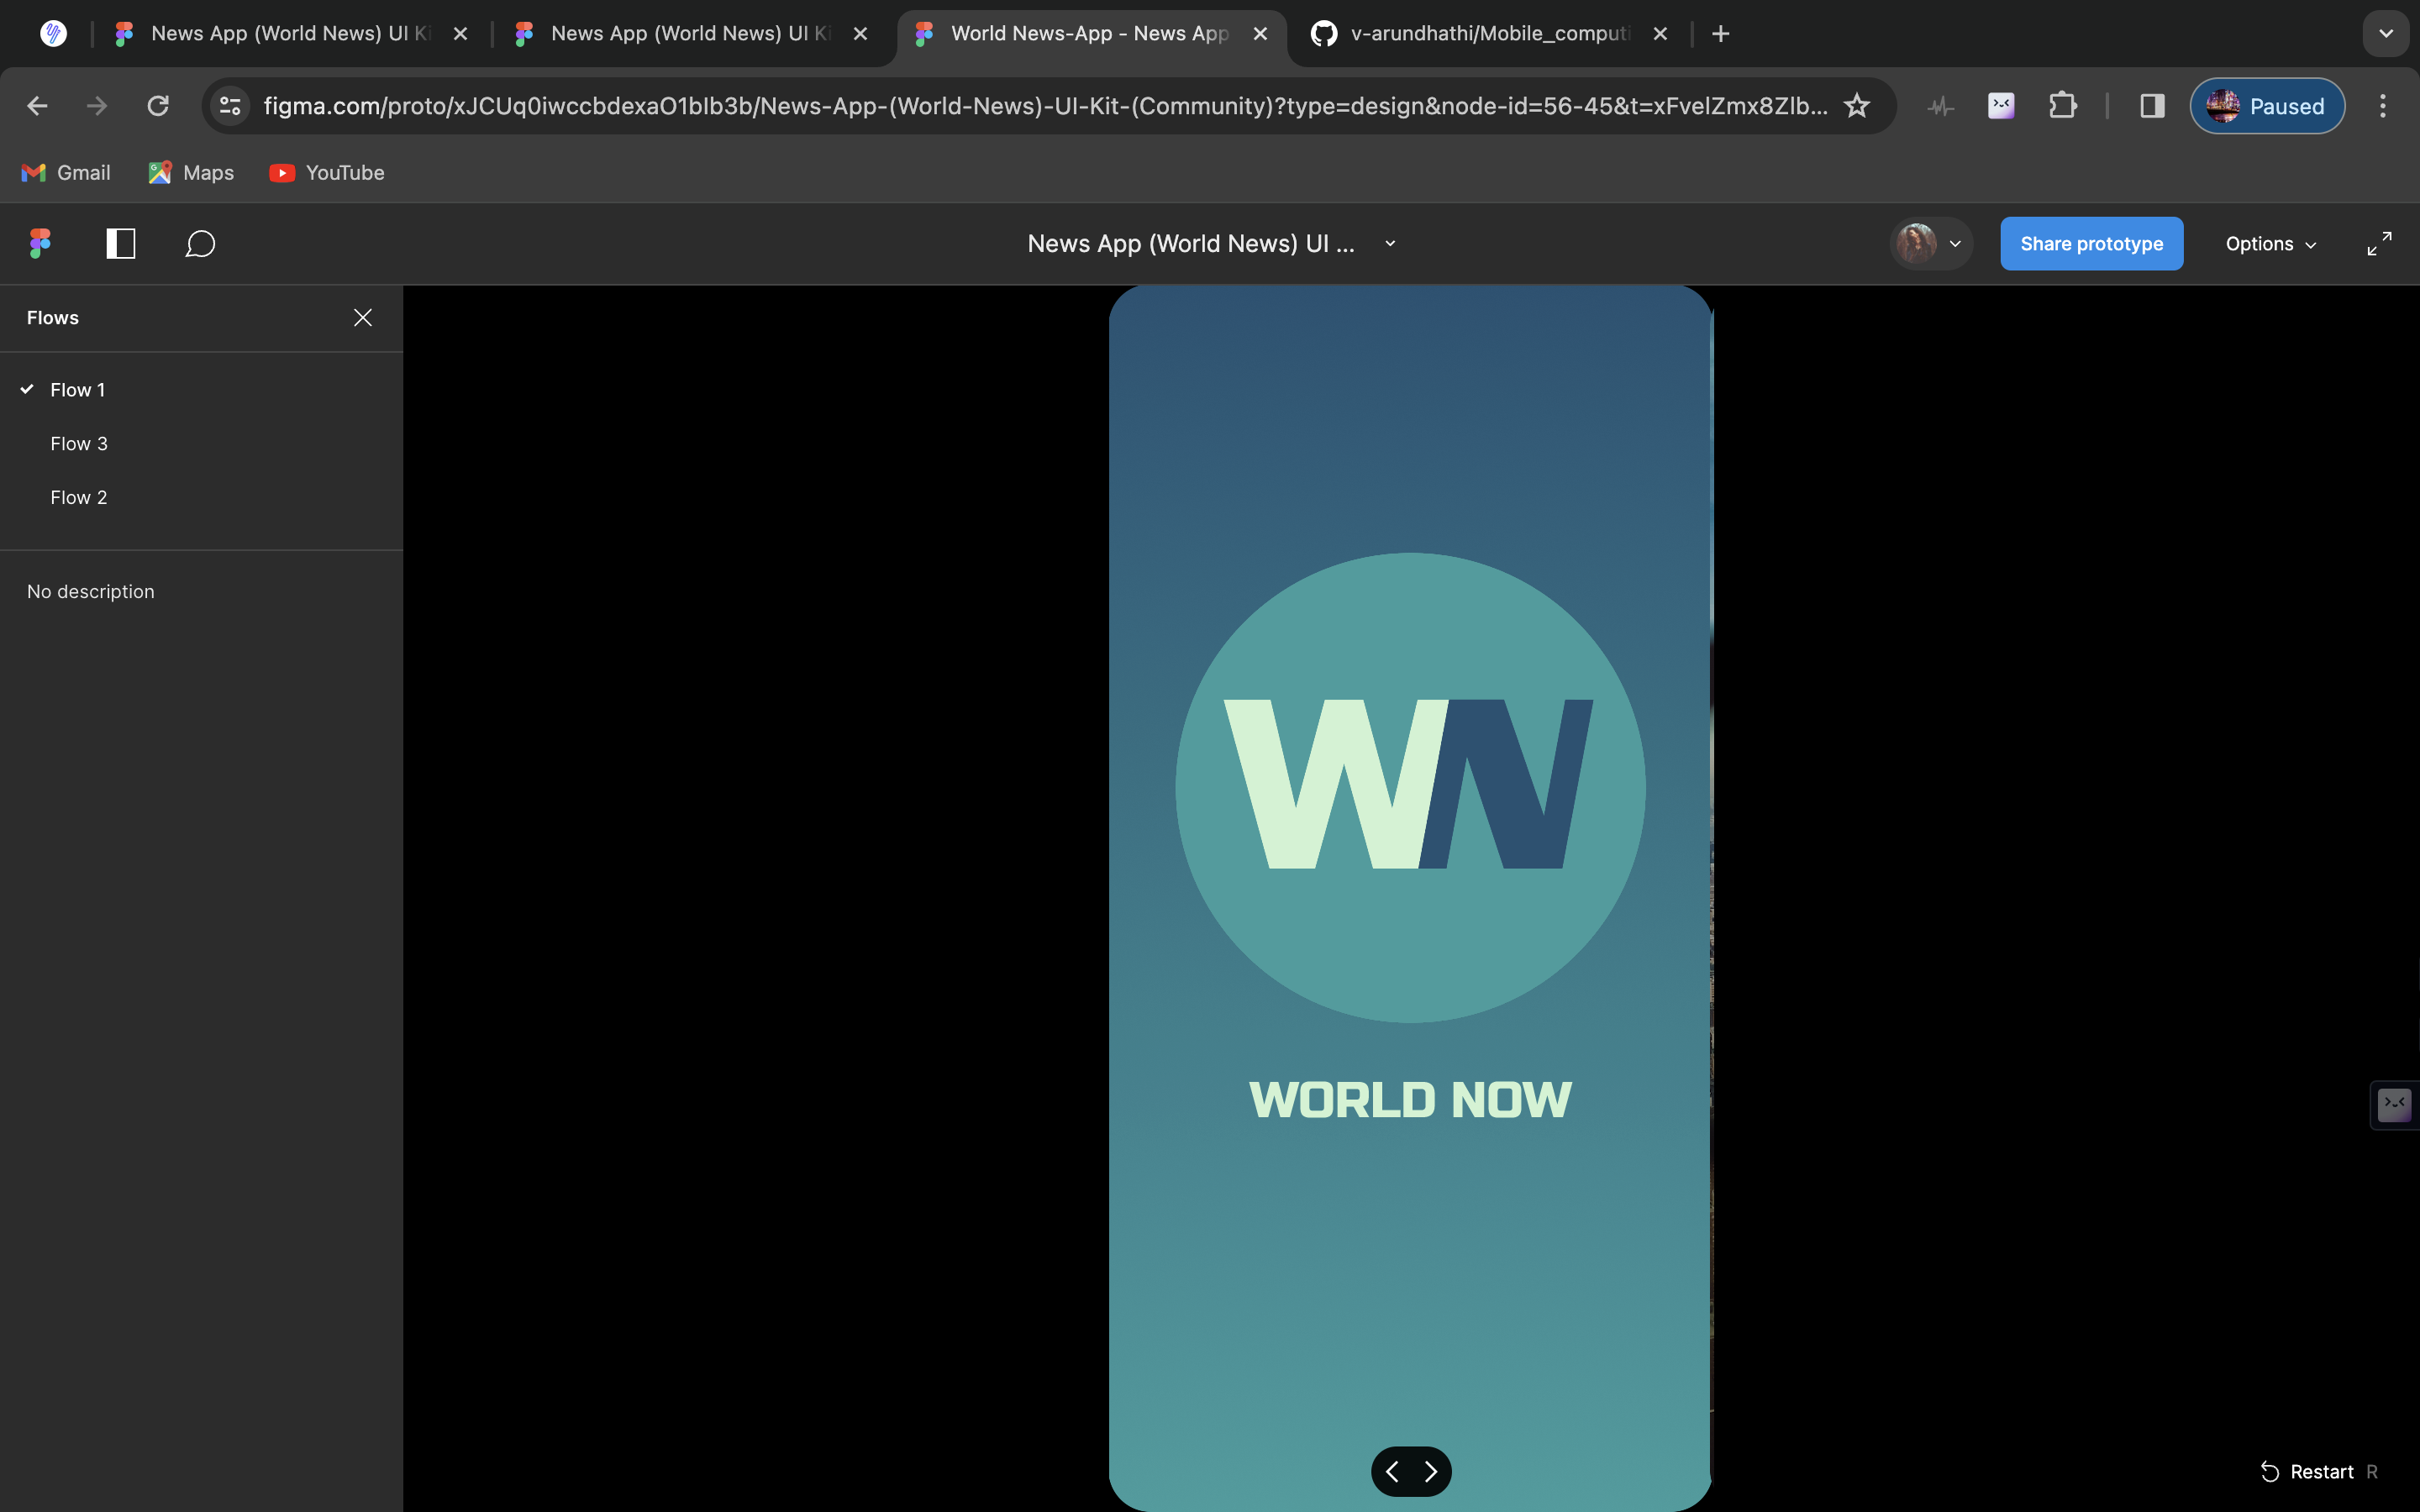 News App (World News) UI Ki
News App (World News) UI Ki
World News-App - News App
v-arundhathi/Mobile_computi
figma.com/proto/xJCUq0iwccbdexaO1bIb3b/News-App-(World-News)-UI-Kit-(Community)?type=design&node-id=56-45&t=xFvelZmx8Zlb...
Paused
Gmail
Maps
YouTube
News App (World News) UI ...
Share prototype
Options
Flows
Flow 1
Flow 3
Flow 2
No description
WN
WORLD NOW
Restart R